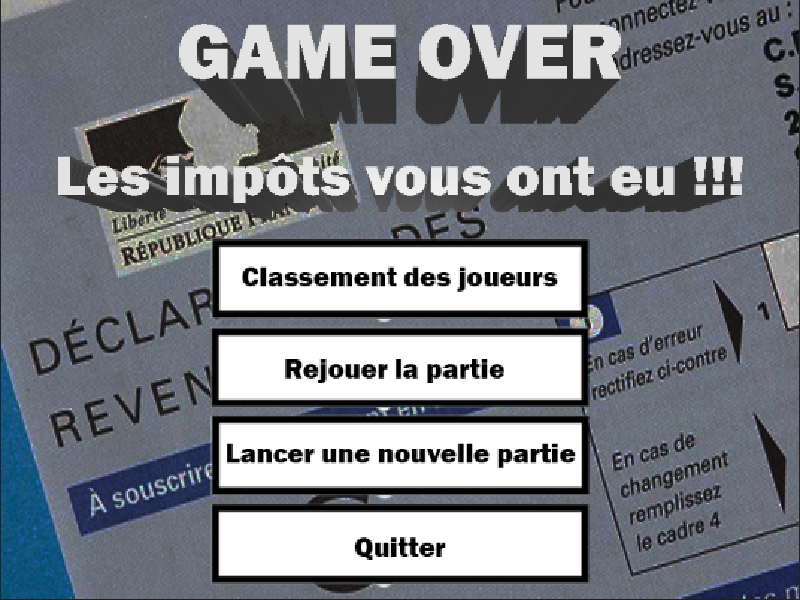 GAME OVER
Les impôts vous ont eu !!!
Classement des joueurs
Rejouer la partie
Lancer une nouvelle partie
Quitter
connectez
dressez-vous au :
Liberté
RÉPUBLIQUE
DES
DÉCLAR
REVEN
À souscrire
En cas d'erreur
rectifiez ci-contre
1
En cas de
changement
remplissez
le cadre 4